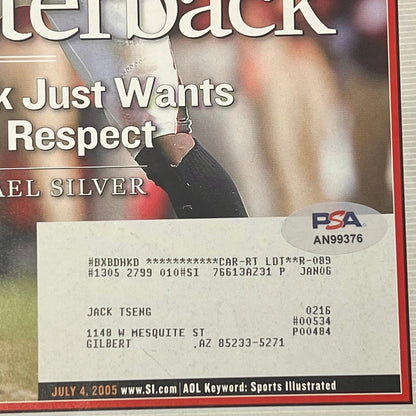 terback
k Just Wants
Respect
AEL SILVER
PSA
AN99376
#BXBDHKD ***********CAR-RT LOT**R-089
#1305 2799 010#SI 76613AZ31 P JAN06
JACK TSENG 0216
#00534
1148 W MESQUITE ST P00484
GILBERT ,AZ 85233-5271
JULY 4, 2005 www.SI.com AOL Keyword: Sports Illustrated